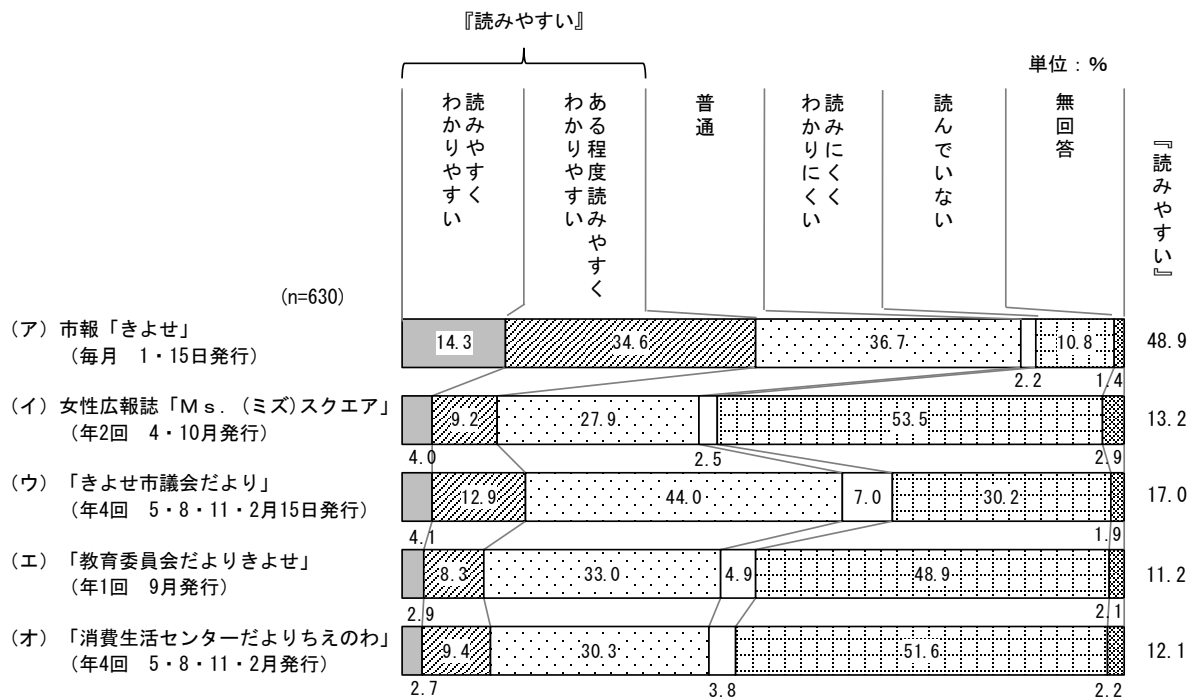 『読みやすい』
単位：％
読みやすく
わかりやすい
ある程度読みやすく
わかりやすい
普通
読みにくく
わかりにくい
読んでいない
無回答
『読みやすい』
(n=630)
（ア）市報「きよせ」
（毎月　1・15日発行）
14.3 34.6 36.7 2.2 10.8 1.4 48.9
（イ）女性広報誌「Ｍｓ．(ミズ)スクエア」
（年2回　4・10月発行）
4.0 9.2 27.9 2.5 53.5 2.9 13.2
（ウ）「きよせ市議会だより」
（年4回　5・8・11・2月15日発行）
4.1 12.9 44.0 7.0 30.2 1.9 17.0
（エ）「教育委員会だよりきよせ」
（年1回　9月発行）
2.9 8.3 33.0 4.9 48.9 2.1 11.2
（オ）「消費生活センターだよりちえのわ」
（年4回　5・8・11・2月発行）
2.7 9.4 30.3 3.8 51.6 2.2 12.1